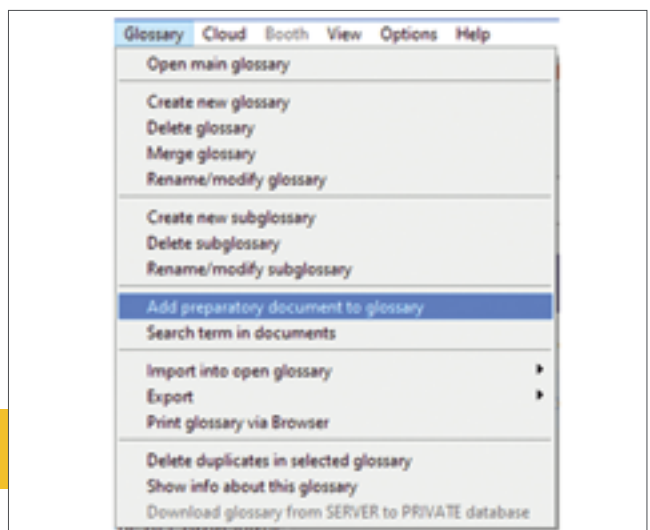 Glossary Cloud Booth View Options Help
Open main glossary
Create new glossary
Delete glossary
Merge glossary
Rename/modify glossary
Create new subglossary
Delete subglossary
Rename/modify subglossary
Add preparatory document to glossary
Search term in documents
Import into open glossary
Export
Print glossary via Browser
Delete duplicates in selected glossary
Show info about this glossary
Download glossary from SERVER to PRIVATE database